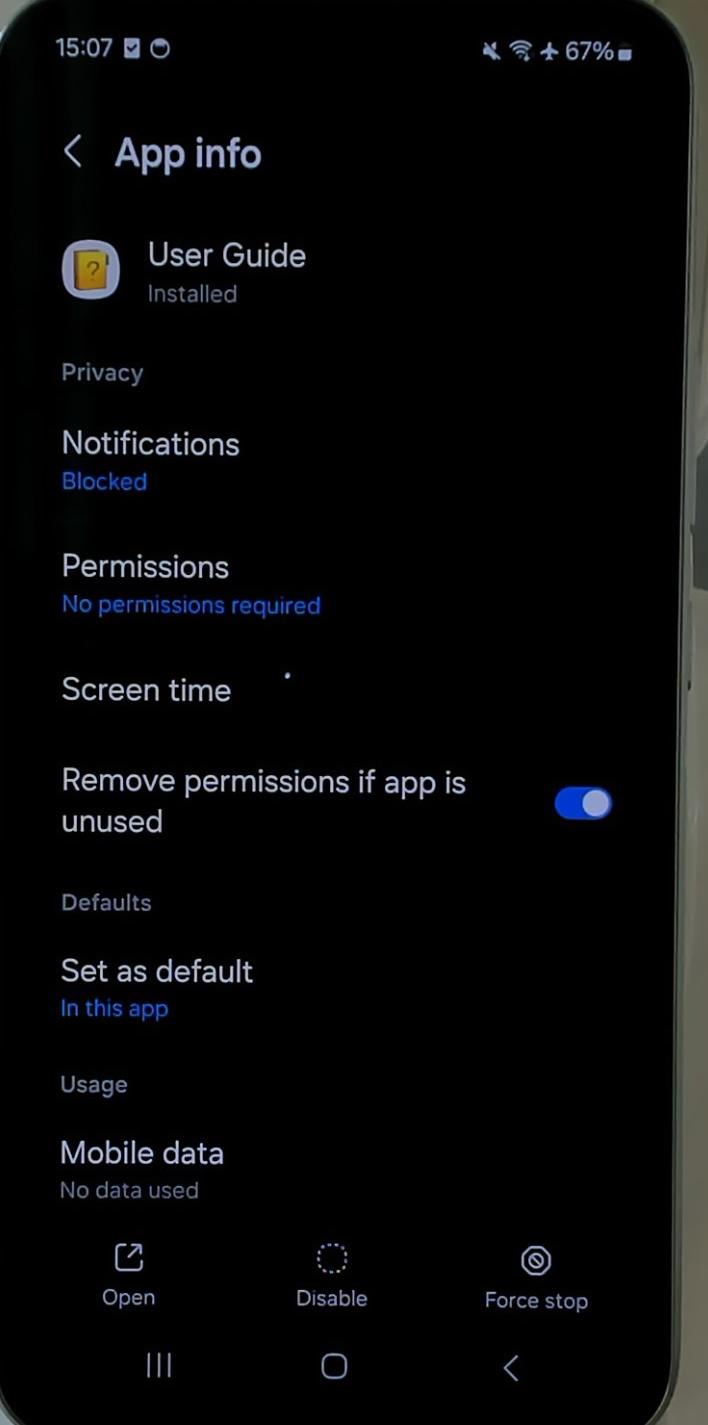 15:07
67%
App info
?
User Guide
Installed
Privacy
Notifications
Blocked
Permissions
No permissions required
Screen time
Remove permissions if app is
unused
Defaults
Set as default
In this app
Usage
Mobile data
No data used
Open
Disable
Force stop